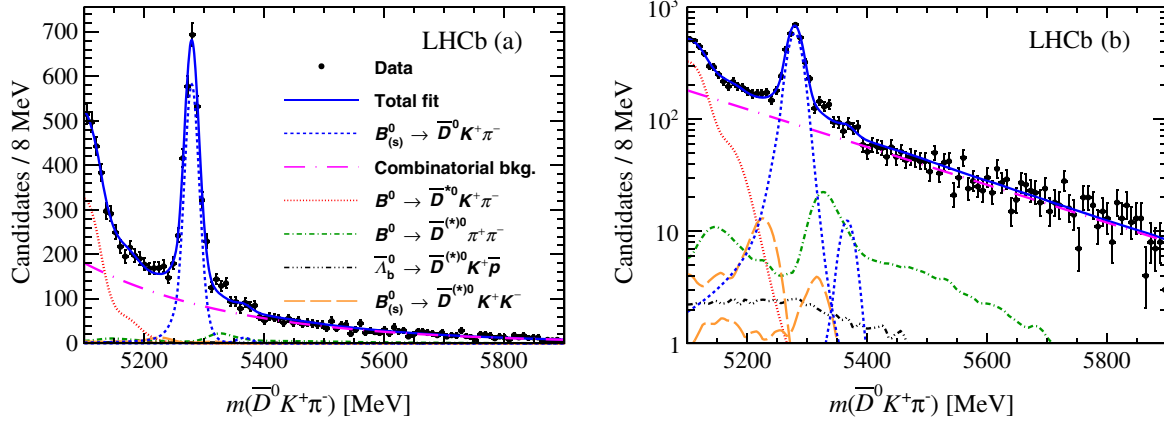 LHCb (a)
Data
Total fit
B⁰₍ₛ₎ → D̅⁰K⁺π⁻
Combinatorial bkg.
B⁰ → D̅*⁰K⁺π⁻
B⁰ → D̅⁽*⁾⁰π⁺π⁻
Λ̅⁰_b → D̅⁽*⁾⁰K⁺p̅
B⁰₍ₛ₎ → D̅⁽*⁾⁰K⁺K⁻
Candidates / 8 MeV
700
600
500
400
300
200
100
0
5200 5400 5600 5800
m(D̅⁰K⁺π⁻) [MeV]
LHCb (b)
Candidates / 8 MeV
10³
10²
10
1
5200 5400 5600 5800
m(D̅⁰K⁺π⁻) [MeV]